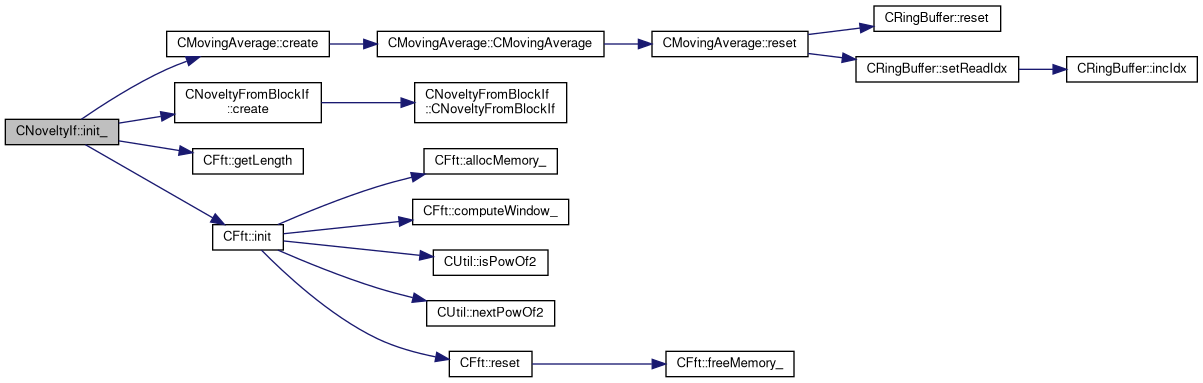 CRingBuffer::reset
CMovingAverage::create
CMovingAverage::CMovingAverage
CMovingAverage::reset
CRingBuffer::setReadIdx
CRingBuffer::incIdx
CNoveltyFromBlockIf
::create
CNoveltyFromBlockIf
::CNoveltyFromBlockIf
CNoveltyIf::init_
CFft::getLength
CFft::allocMemory_
CFft::computeWindow_
CFft::init
CUtil::isPowOf2
CUtil::nextPowOf2
CFft::reset
CFft::freeMemory_